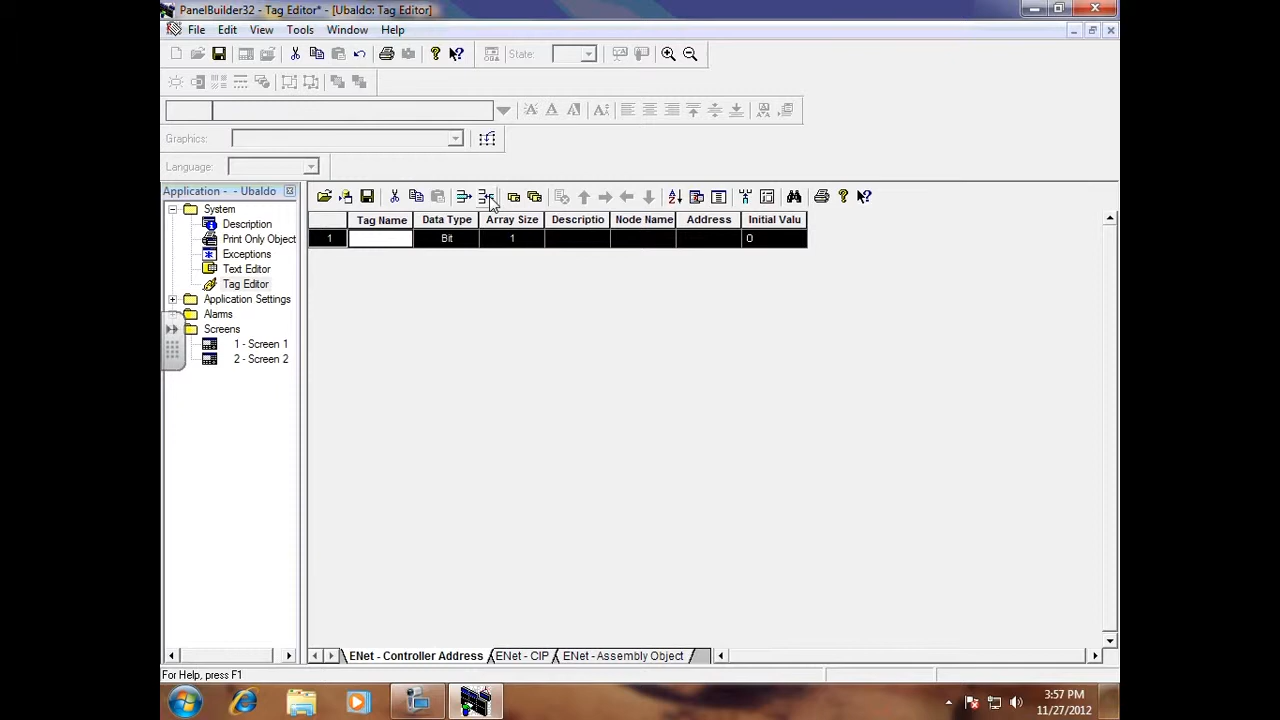 PanelBuilder32 - Tag Editor* - [Ubaldo: Tag Editor]
File Edit View Tools Window Help
State:
Graphics:
Language:
Application - - Ubaldo
System
Description
Print Only Object
Exceptions
Text Editor
Tag Editor
Application Settings
Alarms
Screens
1 - Screen 1
2 - Screen 2
Tag Name Data Type Array Size Descriptio Node Name Address Initial Valu
1 Bit 1 0
ENet - Controller Address ENet - CIP ENet - Assembly Object
For Help, press F1
3:57 PM
11/27/2012